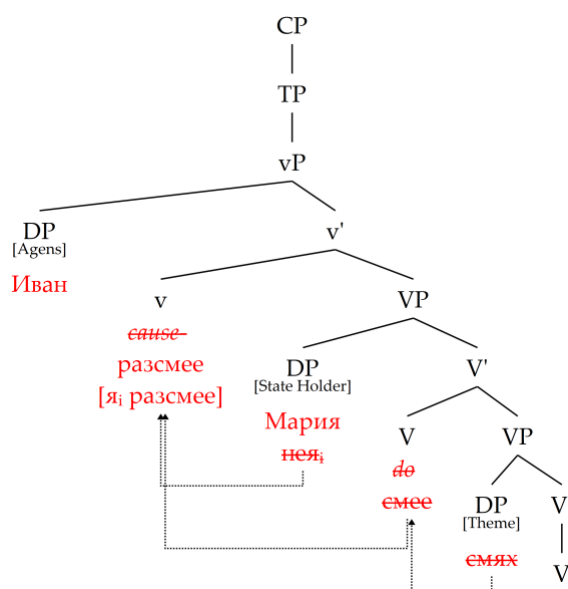 CP
TP
vP
DP
[Agens]
Иван
v'
v
cause
разсмее
[яᵢ разсмее]
VP
DP
[State Holder]
Мария
неяᵢ
V'
V
do
смее
VP
DP
[Theme]
смях
V
V